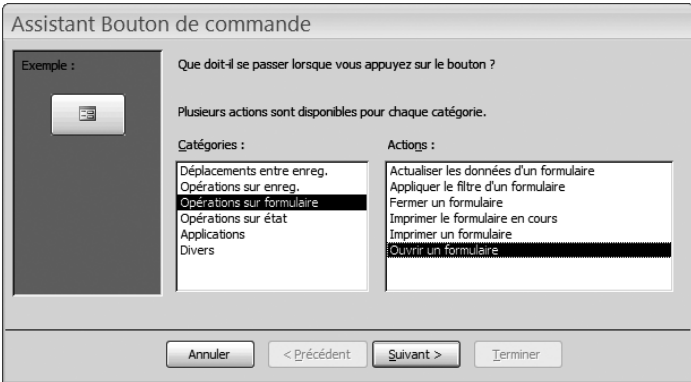 Assistant Bouton de commande
Exemple :
Que doit-il se passer lorsque vous appuyez sur le bouton ?
Plusieurs actions sont disponibles pour chaque catégorie.
Catégories :
Déplacements entre enreg.
Opérations sur enreg.
Opérations sur formulaire
Opérations sur état
Applications
Divers
Actions :
Actualiser les données d'un formulaire
Appliquer le filtre d'un formulaire
Fermer un formulaire
Imprimer le formulaire en cours
Imprimer un formulaire
Ouvrir un formulaire
Annuler
< Précédent
Suivant >
Terminer